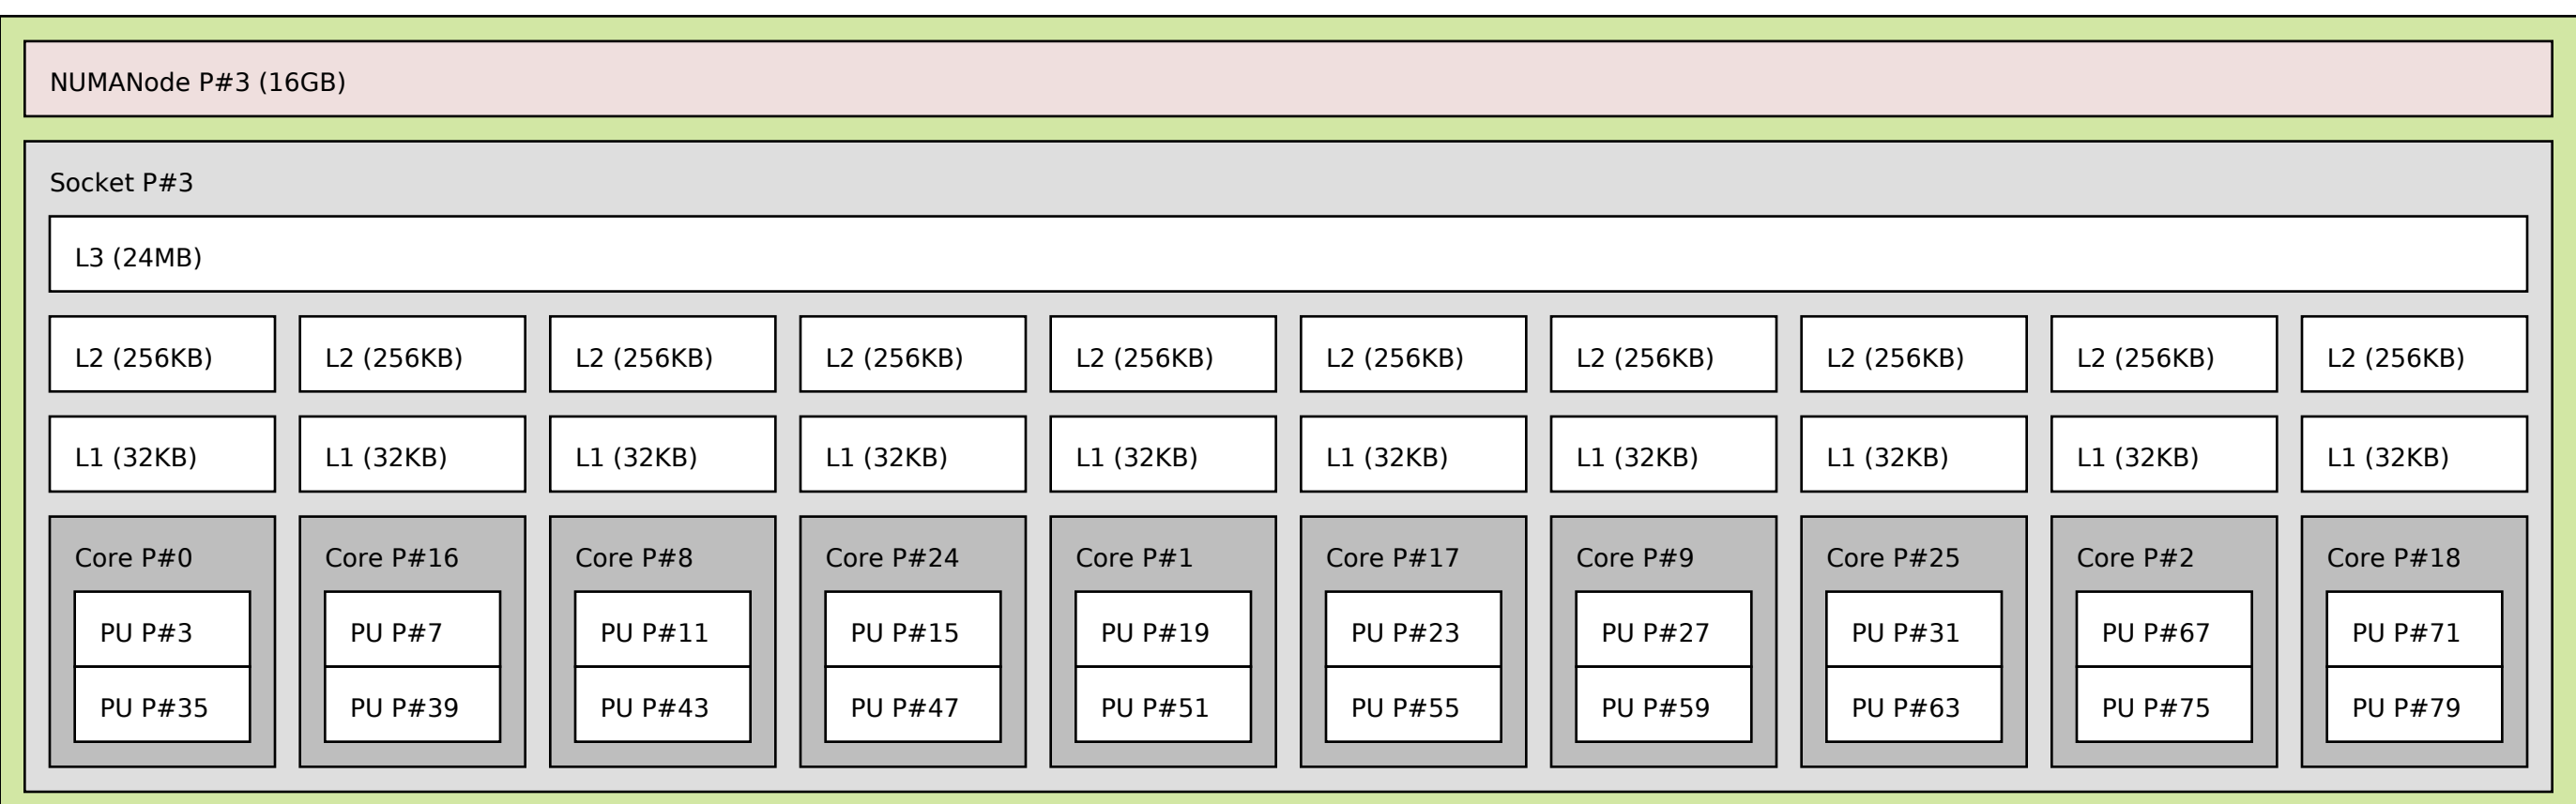 NUMANode P#3 (16GB)
Socket P#3
L3 (24MB)
L2 (256KB) L2 (256KB) L2 (256KB) L2 (256KB) L2 (256KB) L2 (256KB) L2 (256KB) L2 (256KB) L2 (256KB) L2 (256KB)
L1 (32KB) L1 (32KB) L1 (32KB) L1 (32KB) L1 (32KB) L1 (32KB) L1 (32KB) L1 (32KB) L1 (32KB) L1 (32KB)
Core P#0 Core P#16 Core P#8 Core P#24 Core P#1 Core P#17 Core P#9 Core P#25 Core P#2 Core P#18
PU P#3 PU P#7 PU P#11 PU P#15 PU P#19 PU P#23 PU P#27 PU P#31 PU P#67 PU P#71
PU P#35 PU P#39 PU P#43 PU P#47 PU P#51 PU P#55 PU P#59 PU P#63 PU P#75 PU P#79